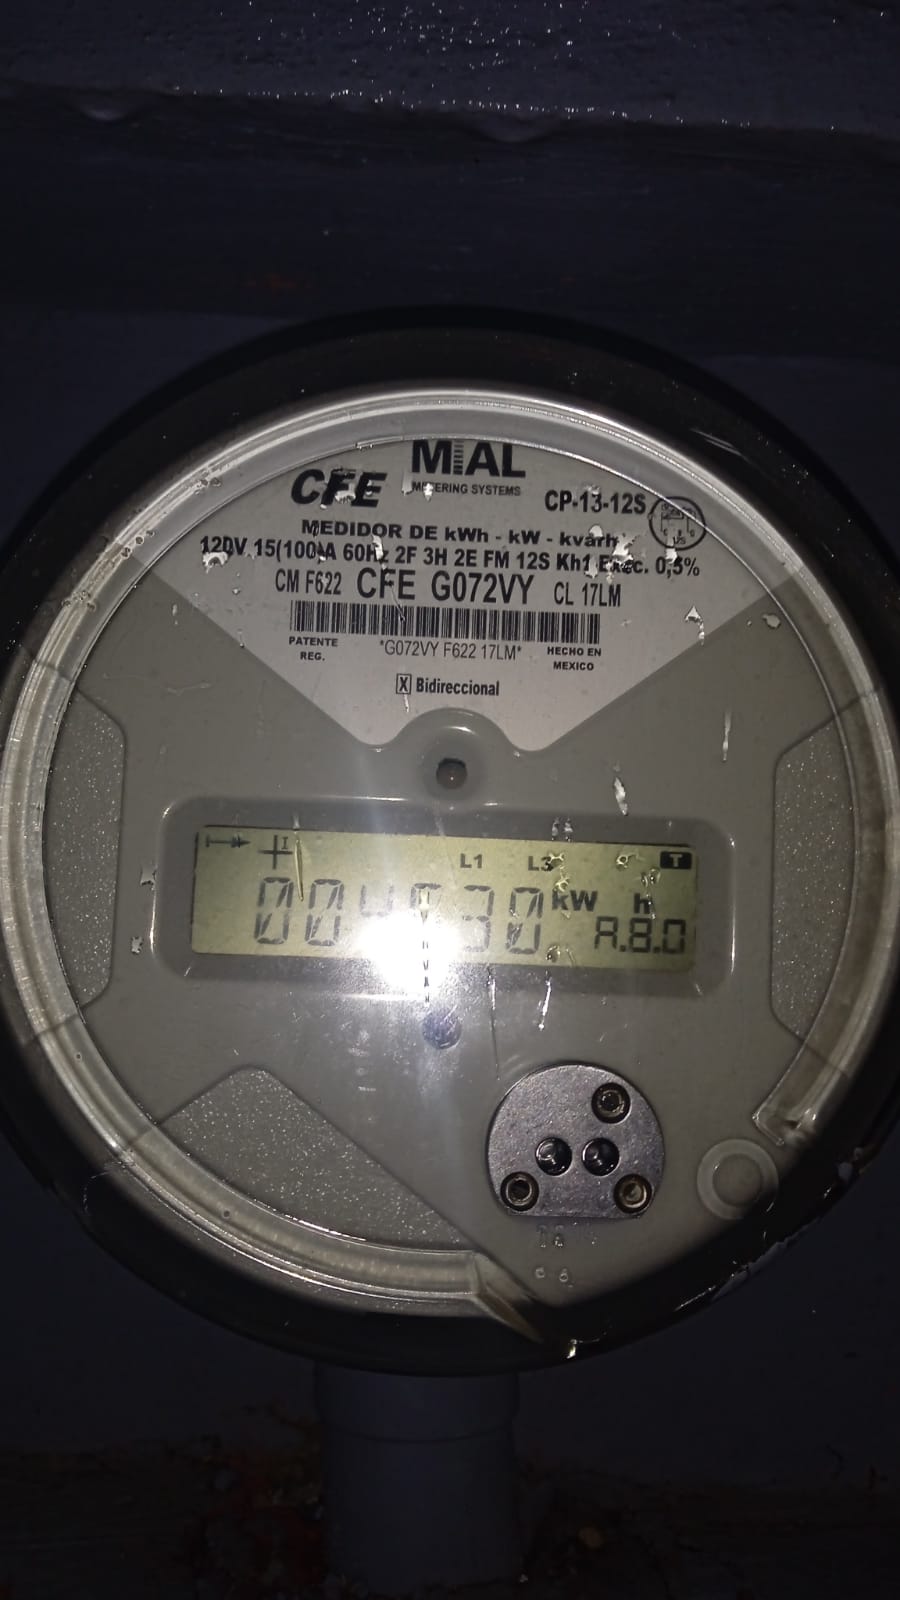 MIAL
CFE METERING SYSTEMS CP-13-12S
MEDIDOR DE kWh - kW - kvarh
120V 15(100)A 60Hz 2F 3H 2E FM 12S Kh1 Exac. 0,5%
CM F622 CFE G072VY CL 17LM
PATENTE REG. *G072VY F622 17LM* HECHO EN MEXICO
X Bidireccional
L1 L3 T
kW h
A.8.0